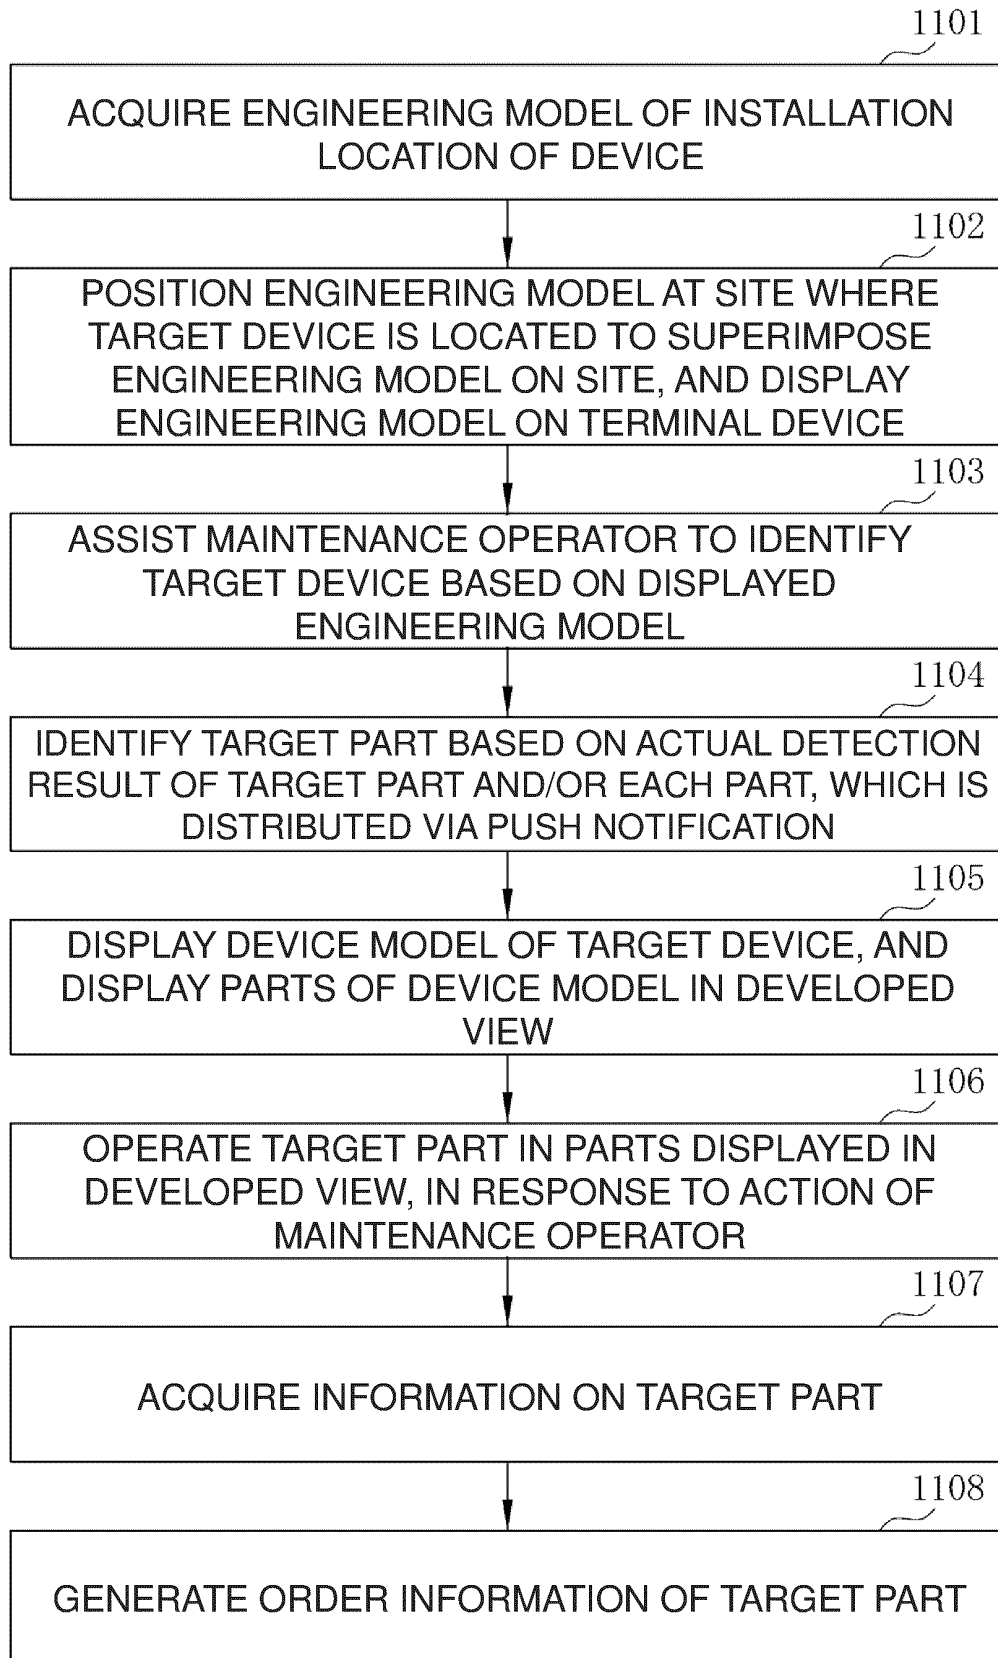 1101
ACQUIRE ENGINEERING MODEL OF INSTALLATION
LOCATION OF DEVICE
1102
POSITION ENGINEERING MODEL AT SITE WHERE
TARGET DEVICE IS LOCATED TO SUPERIMPOSE
ENGINEERING MODEL ON SITE, AND DISPLAY
ENGINEERING MODEL ON TERMINAL DEVICE
1103
ASSIST MAINTENANCE OPERATOR TO IDENTIFY
TARGET DEVICE BASED ON DISPLAYED
ENGINEERING MODEL
1104
IDENTIFY TARGET PART BASED ON ACTUAL DETECTION
RESULT OF TARGET PART AND/OR EACH PART, WHICH IS
DISTRIBUTED VIA PUSH NOTIFICATION
1105
DISPLAY DEVICE MODEL OF TARGET DEVICE, AND
DISPLAY PARTS OF DEVICE MODEL IN DEVELOPED
VIEW
1106
OPERATE TARGET PART IN PARTS DISPLAYED IN
DEVELOPED VIEW, IN RESPONSE TO ACTION OF
MAINTENANCE OPERATOR
1107
ACQUIRE INFORMATION ON TARGET PART
1108
GENERATE ORDER INFORMATION OF TARGET PART